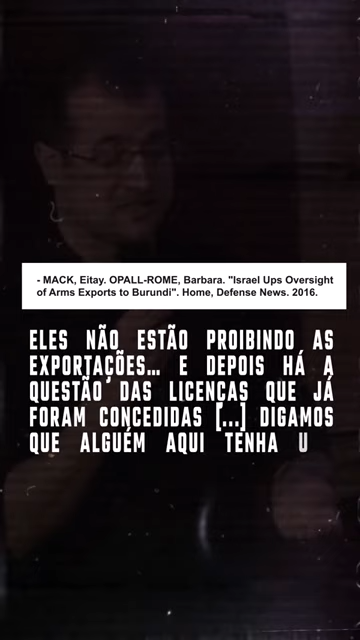 - MACK, Eitay. OPALL-ROME, Barbara. "Israel Ups Oversight
of Arms Exports to Burundi". Home, Defense News. 2016.
ELES NÃO ESTÃO PROIBINDO AS
EXPORTAÇÕES... E DEPOIS HÁ A
QUESTÃO DAS LICENÇAS QUE JÁ
FORAM CONCEDIDAS [...] DIGAMOS
QUE ALGUÉM AQUI TENHA U